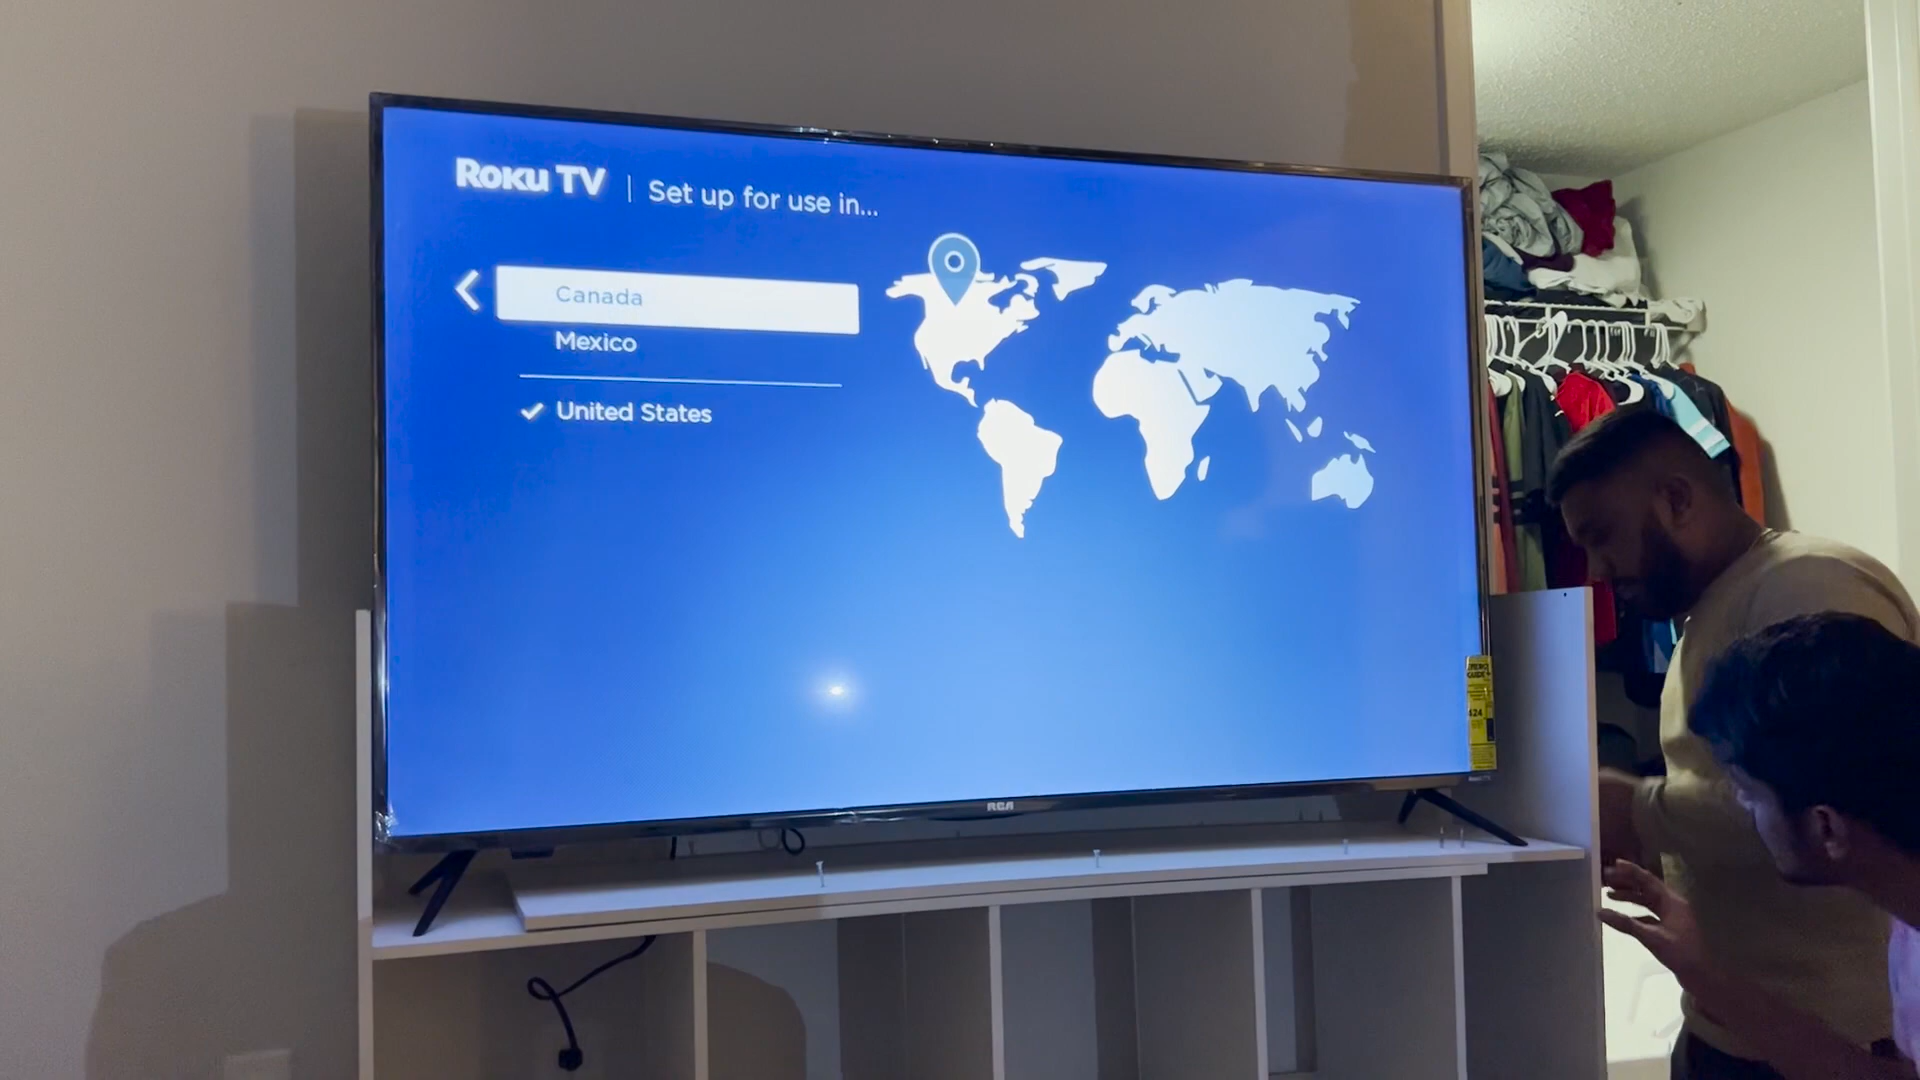 Roku TV | Set up for use in...
Canada
Mexico
✓ United States
RCA